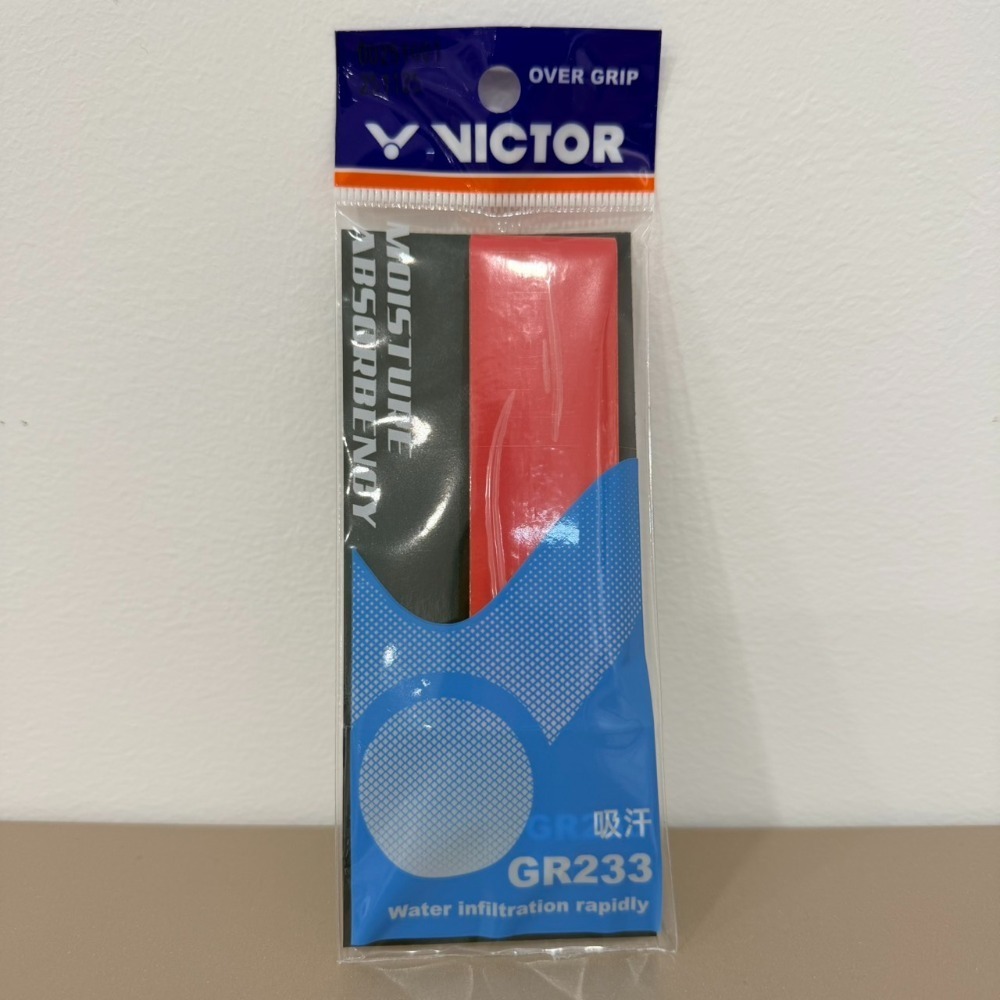 OVER GRIP
VICTOR
MOISTURE
ABSORBENCY
吸汗
GR233
Water infiltration rapidly